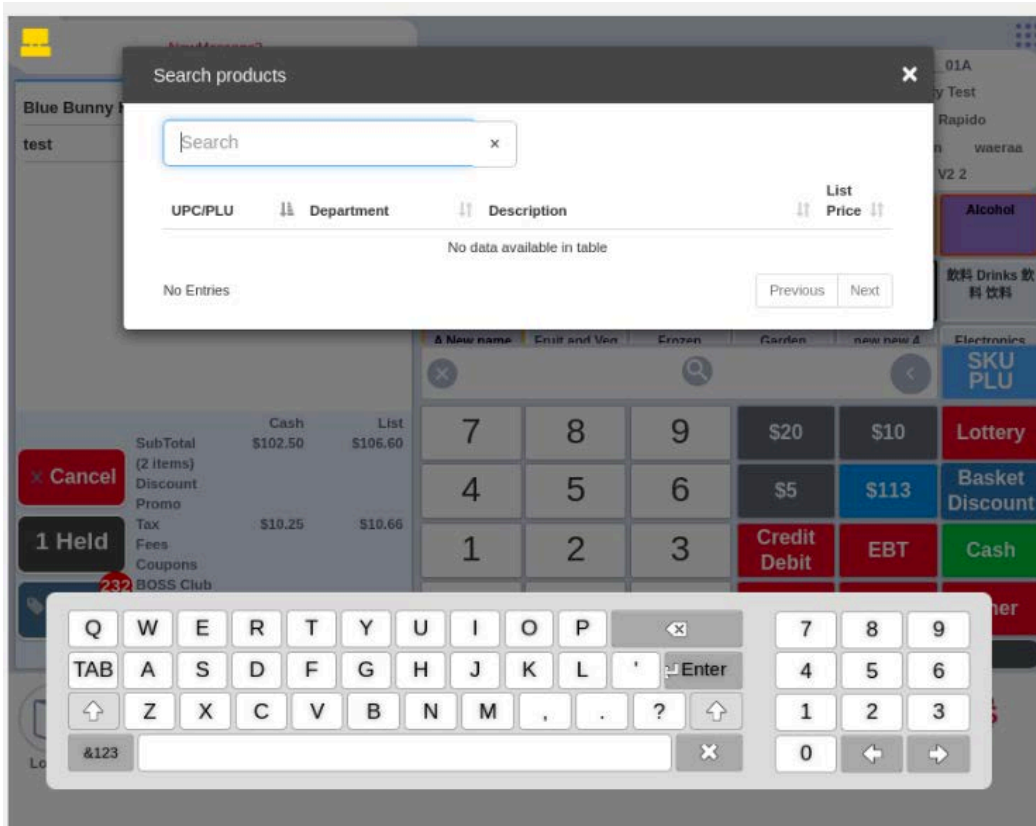 Search products
01A
y Test
Rapido
waeraa
V2 2
Blue Bunny
test
Search
UPC/PLU Department Description List Price
No data available in table
No Entries
Previous Next
Alcohol
飲料 Drinks 飲
料 饮料
A New name Fruit and Veg Frozen Garden new new 4 Electronics
SKU
PLU
Cash List
SubTotal $102.50 $106.60
(2 items)
Discount
Promo
Tax $10.25 $10.66
Fees
Coupons
BOSS Club
× Cancel
1 Held
232
7 8 9 $20 $10 Lottery
4 5 6 $5 $113 Basket
Discount
1 2 3 Credit
Debit EBT Cash
Q W E R T Y U I O P
TAB A S D F G H J K L ' Enter
Z X C V B N M , . ?
&123
7 8 9
4 5 6
1 2 3
0